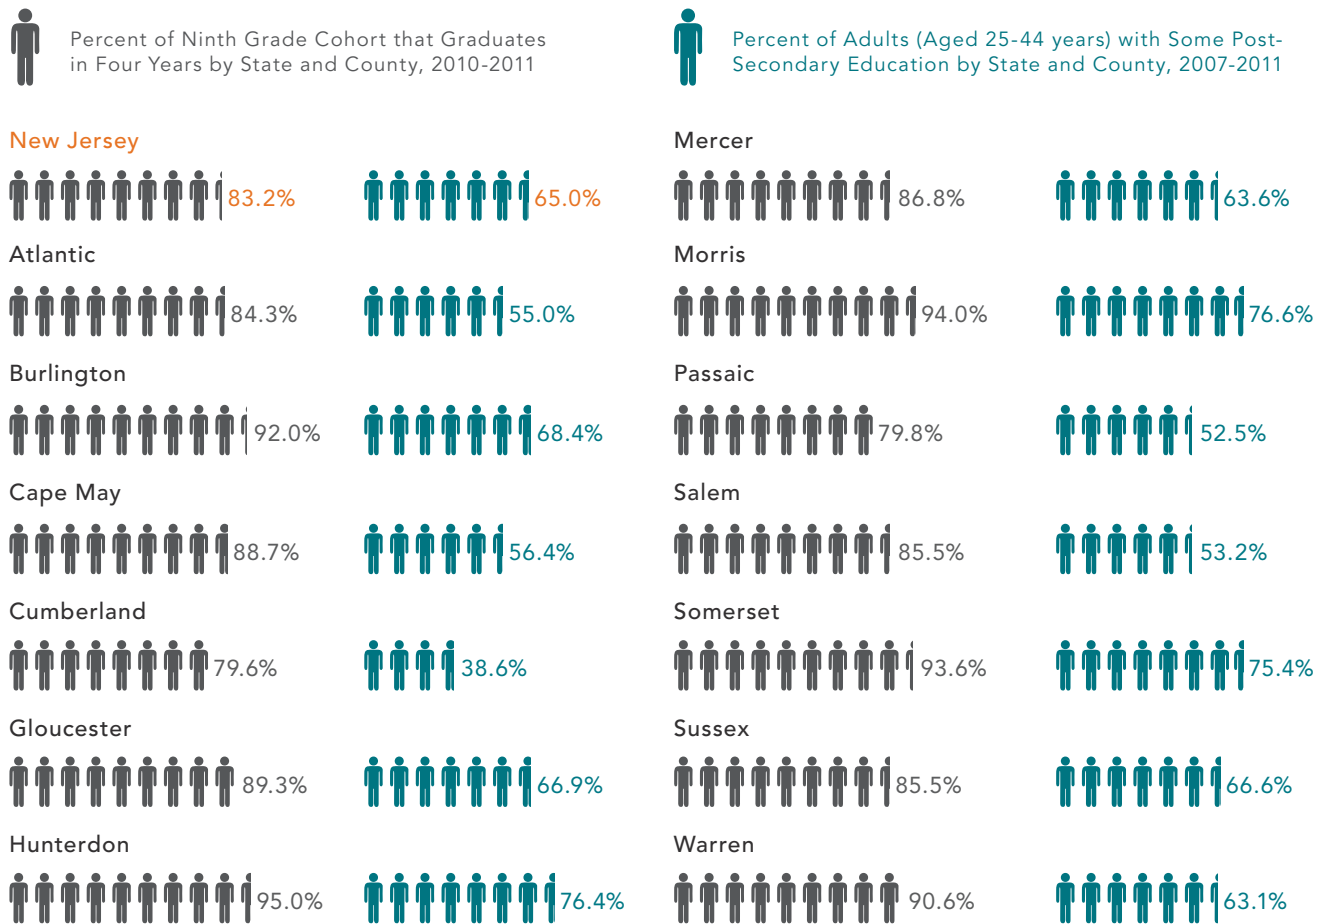 Percent of Ninth Grade Cohort that Graduates
in Four Years by State and County, 2010-2011
Percent of Adults (Aged 25-44 years) with Some Post-
Secondary Education by State and County, 2007-2011
New Jersey
83.2%
65.0%
Atlantic
84.3%
55.0%
Burlington
92.0%
68.4%
Cape May
88.7%
56.4%
Cumberland
79.6%
38.6%
Gloucester
89.3%
66.9%
Hunterdon
95.0%
76.4%
Mercer
86.8%
63.6%
Morris
94.0%
76.6%
Passaic
79.8%
52.5%
Salem
85.5%
53.2%
Somerset
93.6%
75.4%
Sussex
85.5%
66.6%
Warren
90.6%
63.1%